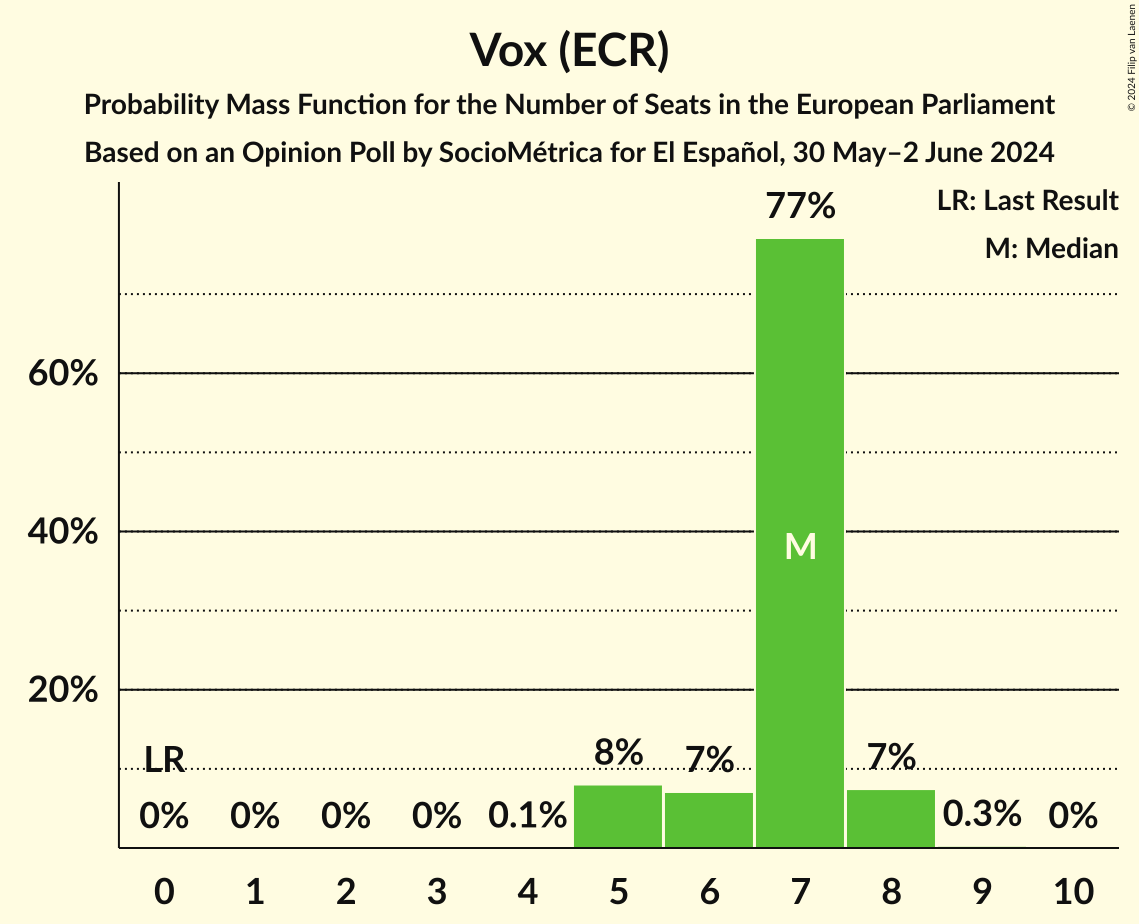 © 2024 Filip van Laenen
Vox (ECR)
Probability Mass Function for the Number of Seats in the European Parliament
Based on an Opinion Poll by SocioMétrica for El Español, 30 May–2 June 2024
LR: Last Result
M: Median
77%
60%
40%
M
20%
LR
8%
7%
7%
0%
0%
0%
0%
0.1%
0.3%
0%
0 1 2 3 4 5 6 7 8 9 10